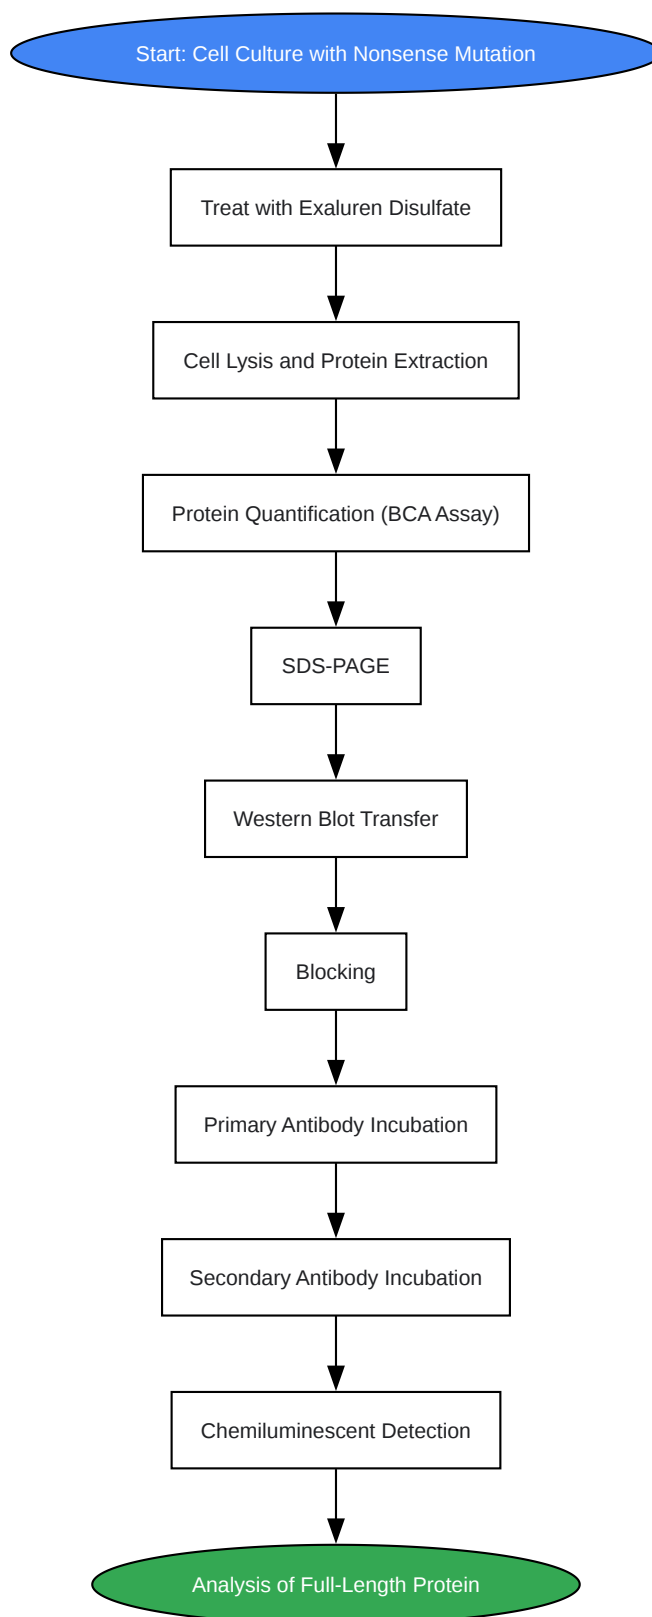 Start: Cell Culture with Nonsense Mutation
Treat with Exaluren Disulfate
Cell Lysis and Protein Extraction
Protein Quantification (BCA Assay)
SDS-PAGE
Western Blot Transfer
Blocking
Primary Antibody Incubation
Secondary Antibody Incubation
Chemiluminescent Detection
Analysis of Full-Length Protein